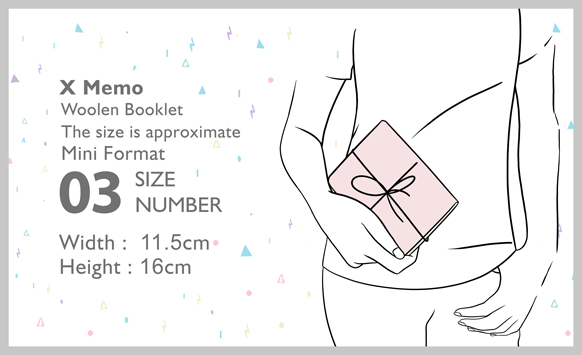 X Memo
Woolen Booklet
The size is approximate
Mini Format
03 SIZE
NUMBER
Width : 11.5cm
Height : 16cm